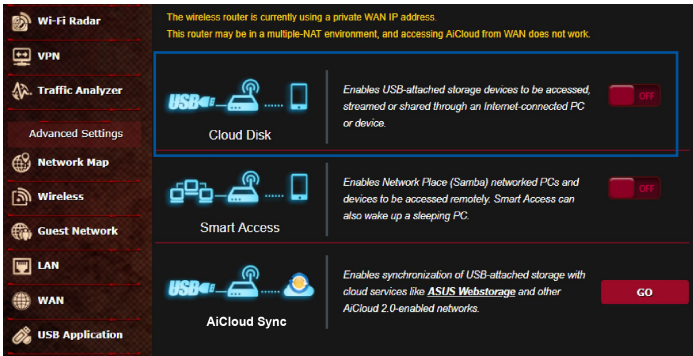 Wi-Fi Radar
VPN
Traffic Analyzer
Advanced Settings
Network Map
Wireless
Guest Network
LAN
WAN
USB Application
The wireless router is currently using a private WAN IP address.
This router may be in a multiple-NAT environment, and accessing AiCloud from WAN does not work.
USB
Cloud Disk
Enables USB-attached storage devices to be accessed,
streamed or shared through an Internet-connected PC
or device.
OFF
Smart Access
Enables Network Place (Samba) networked PCs and
devices to be accessed remotely. Smart Access can
also wake up a sleeping PC.
OFF
USB
AiCloud Sync
Enables synchronization of USB-attached storage with
cloud services like ASUS Webstorage and other
AiCloud 2.0-enabled networks.
GO